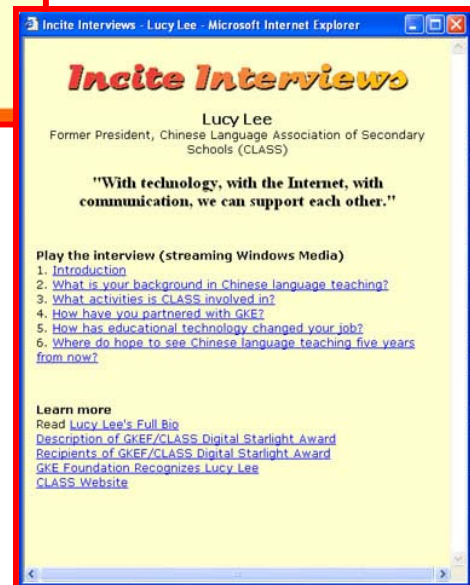 Incite Interviews - Lucy Lee - Microsoft Internet Explorer
Incite Interviews
Lucy Lee
Former President, Chinese Language Association of Secondary
Schools (CLASS)
"With technology, with the Internet, with
communication, we can support each other."
Play the interview (streaming Windows Media)
1. Introduction
2. What is your background in Chinese language teaching?
3. What activities is CLASS involved in?
4. How have you partnered with GKE?
5. How has educational technology changed your job?
6. Where do hope to see Chinese language teaching five years
from now?
Learn more
Read Lucy Lee's Full Bio
Description of GKEF/CLASS Digital Starlight Award
Recipients of GKEF/CLASS Digital Starlight Award
GKE Foundation Recognizes Lucy Lee
CLASS Website